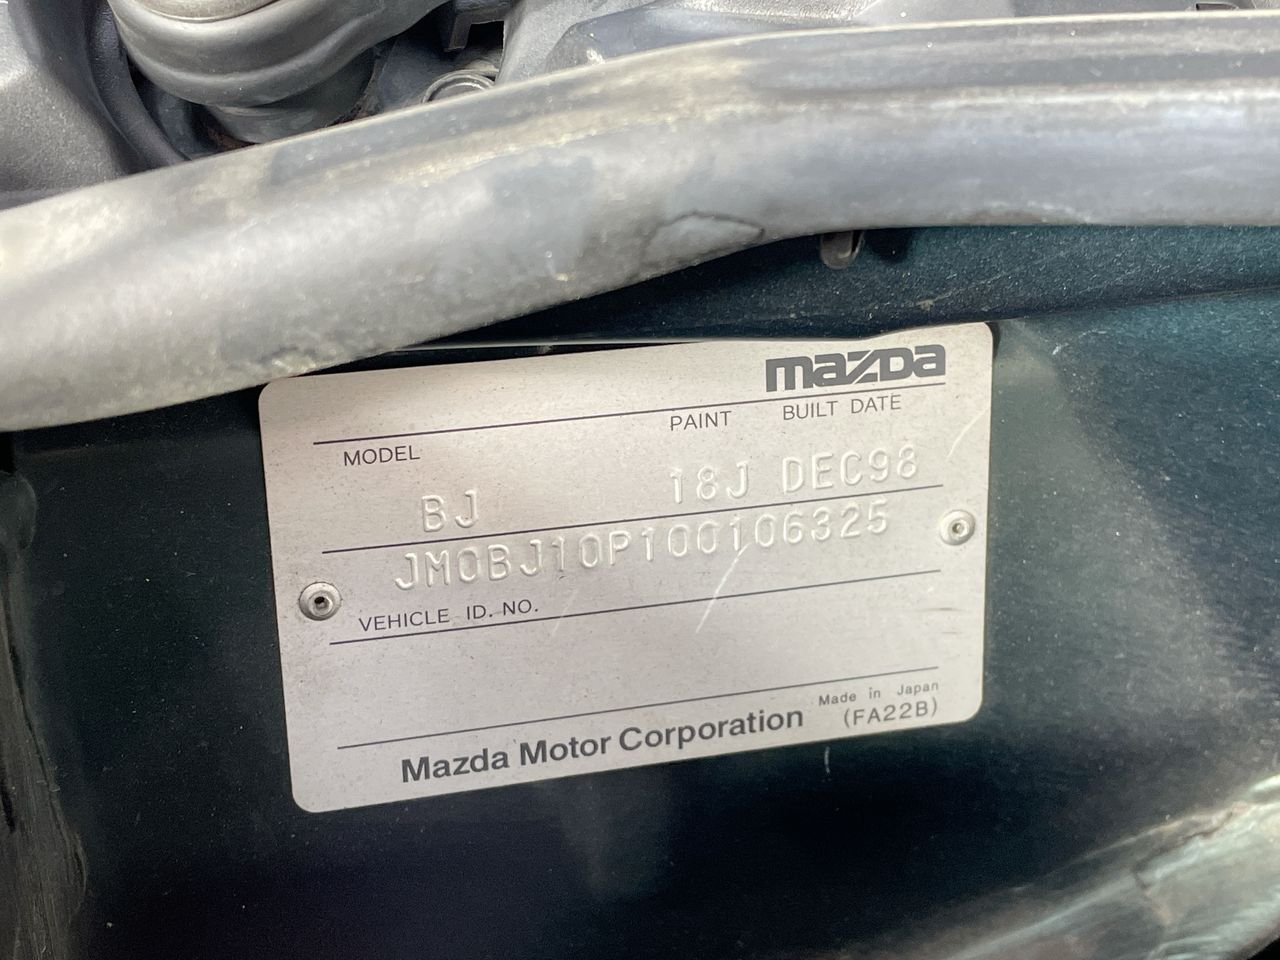 mazda
MODEL PAINT BUILT DATE
BJ 18J DEC98
JM0BJ10P100106325
VEHICLE ID. NO.
Made in Japan
Mazda Motor Corporation (FA22B)